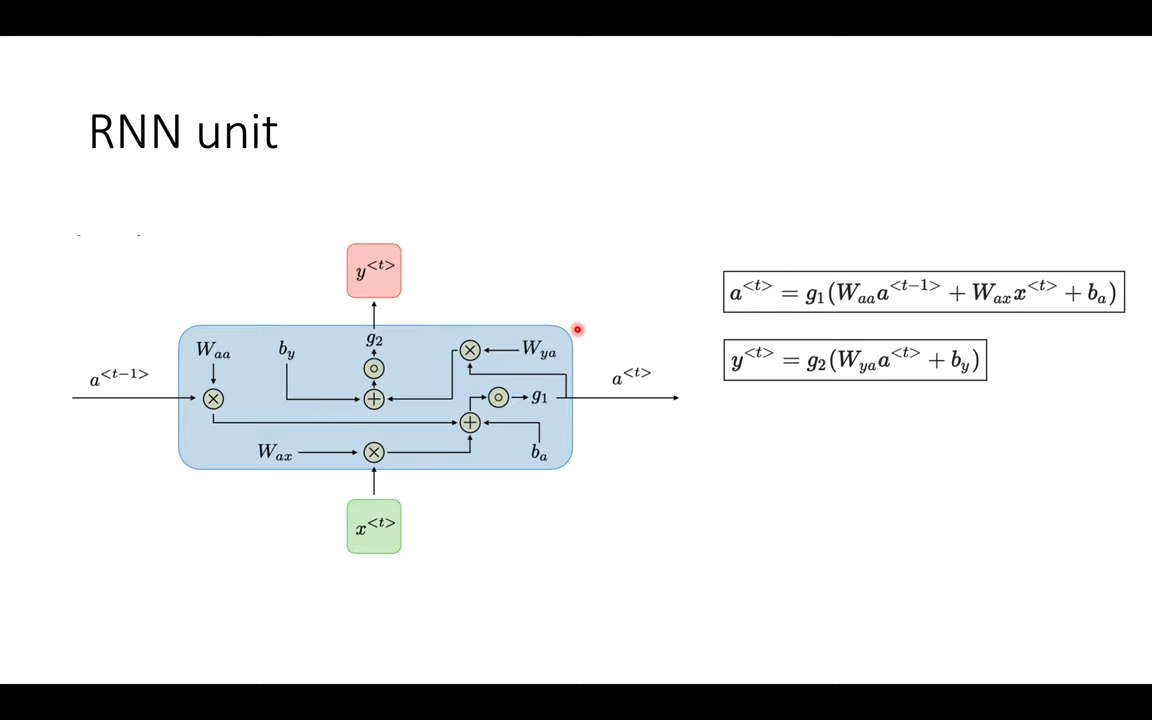 RNN unit
y<t>
a<t> = g1(Waa a<t−1> + Wax x<t> + ba)
g2
Waa
by
Wya
y<t> = g2(Wya a<t> + by)
a<t−1>
a<t>
g1
Wax
ba
x<t>